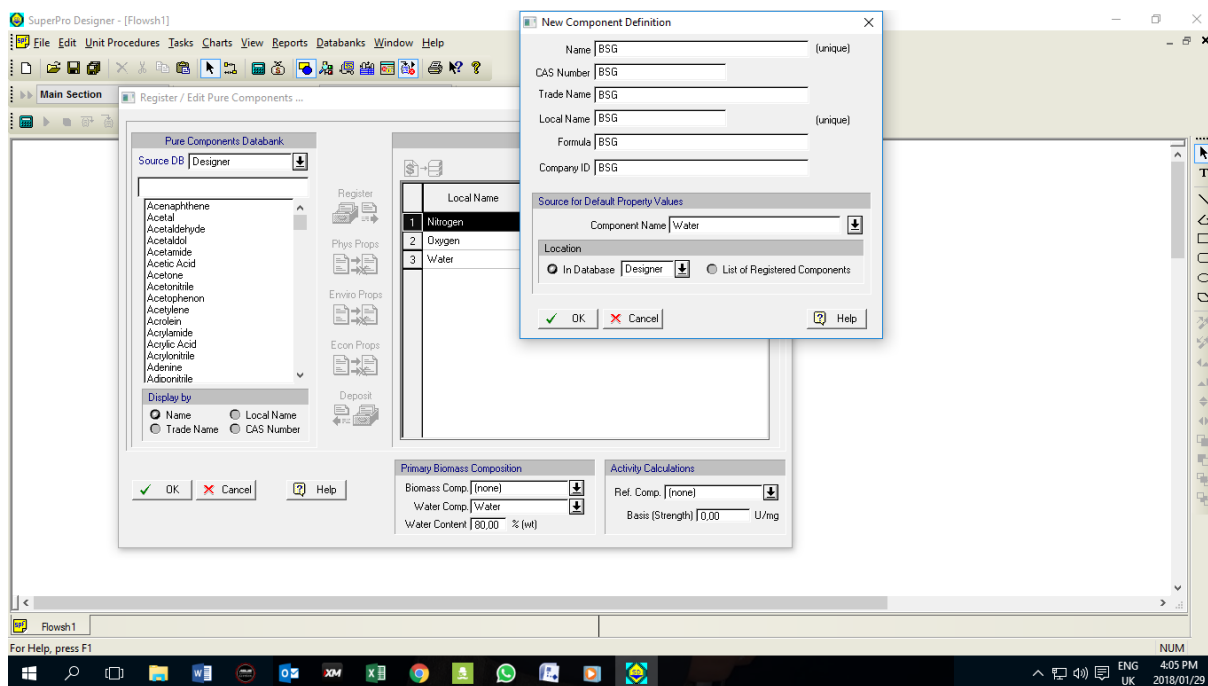 SuperPro Designer - [Flowsh1]
File Edit Unit Procedures Tasks Charts View Reports Databanks Window Help
Main Section
Register / Edit Pure Components ...
Pure Components Databank
Source DB Designer
Acenaphthene
Acetal
Acetaldehyde
Acetaldol
Acetamide
Acetic Acid
Acetone
Acetonitrile
Acetophenon
Acetylene
Acrolein
Acrylamide
Acrylic Acid
Acrylonitrile
Adenine
Adiponitrile
Display by
Name Local Name
Trade Name CAS Number
Register
Phys Props
Enviro Props
Econ Props
Deposit
Local Name
1 Nitrogen
2 Oxygen
3 Water
OK Cancel Help
Primary Biomass Composition
Biomass Comp. (none)
Water Comp. Water
Water Content 80,00 % (wt)
Activity Calculations
Ref. Comp. (none)
Basis (Strength) 0,00 U/mg
New Component Definition
Name BSG (unique)
CAS Number BSG
Trade Name BSG
Local Name BSG (unique)
Formula BSG
Company ID BSG
Source for Default Property Values
Component Name Water
Location
In Database Designer List of Registered Components
OK Cancel Help
Flowsh1
For Help, press F1
NUM
ENG
UK
4:05 PM
2018/01/29